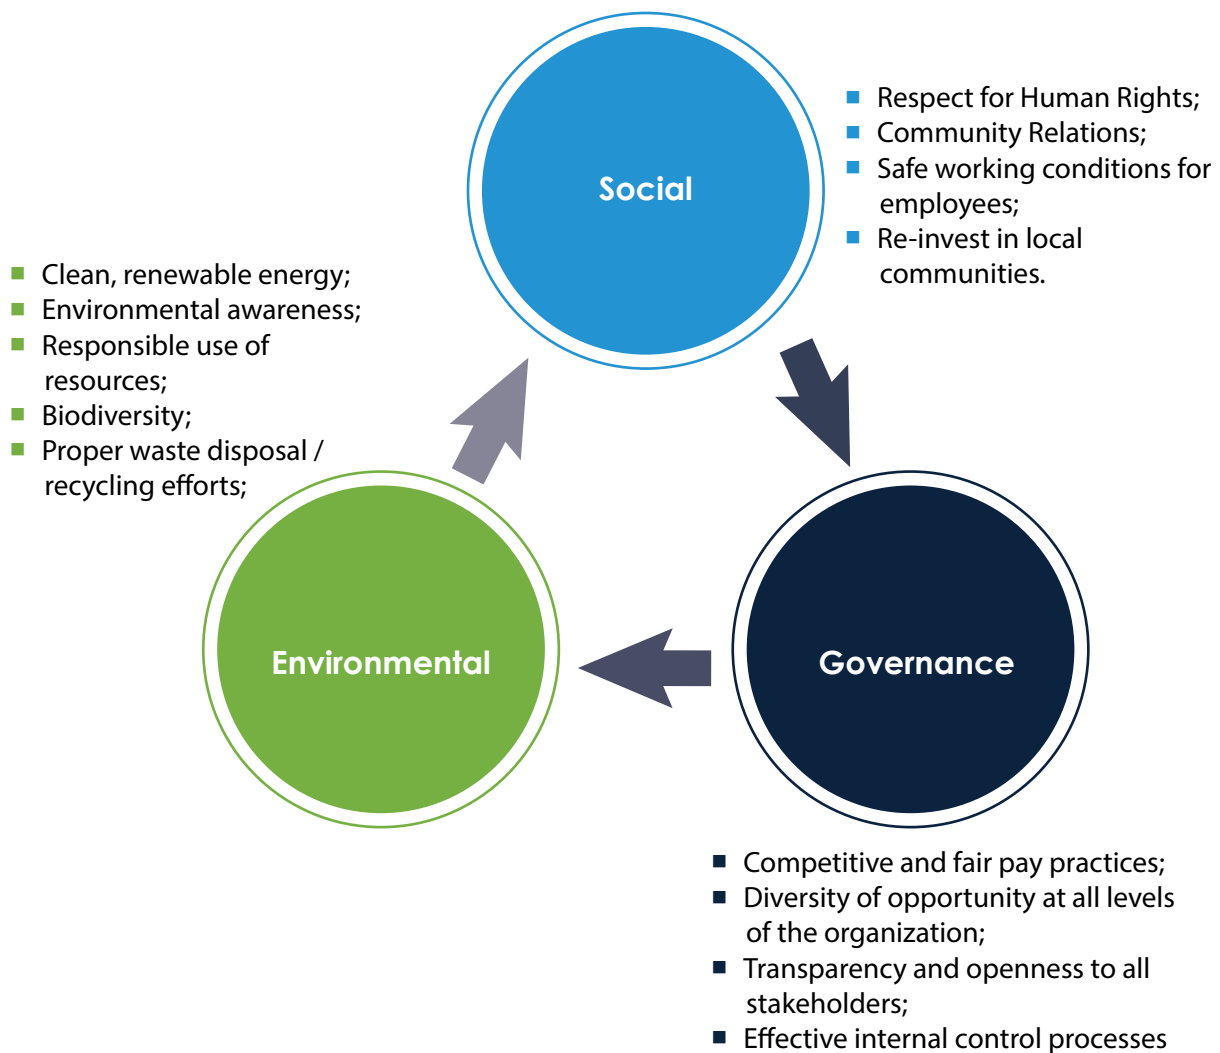 Social
Respect for Human Rights;
Community Relations;
Safe working conditions for
employees;
Re-invest in local
communities.
Clean, renewable energy;
Environmental awareness;
Responsible use of
resources;
Biodiversity;
Proper waste disposal /
recycling efforts;
Environmental
Governance
Competitive and fair pay practices;
Diversity of opportunity at all levels
of the organization;
Transparency and openness to all
stakeholders;
Effective internal control processes